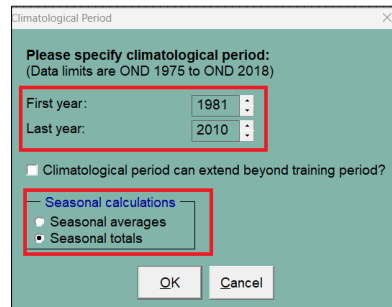 Climatological Period
Please specify climatological period:
(Data limits are OND 1975 to OND 2018)
First year: 1981
Last year: 2010
Climatological period can extend beyond training period?
Seasonal calculations
Seasonal averages
Seasonal totals
OK Cancel